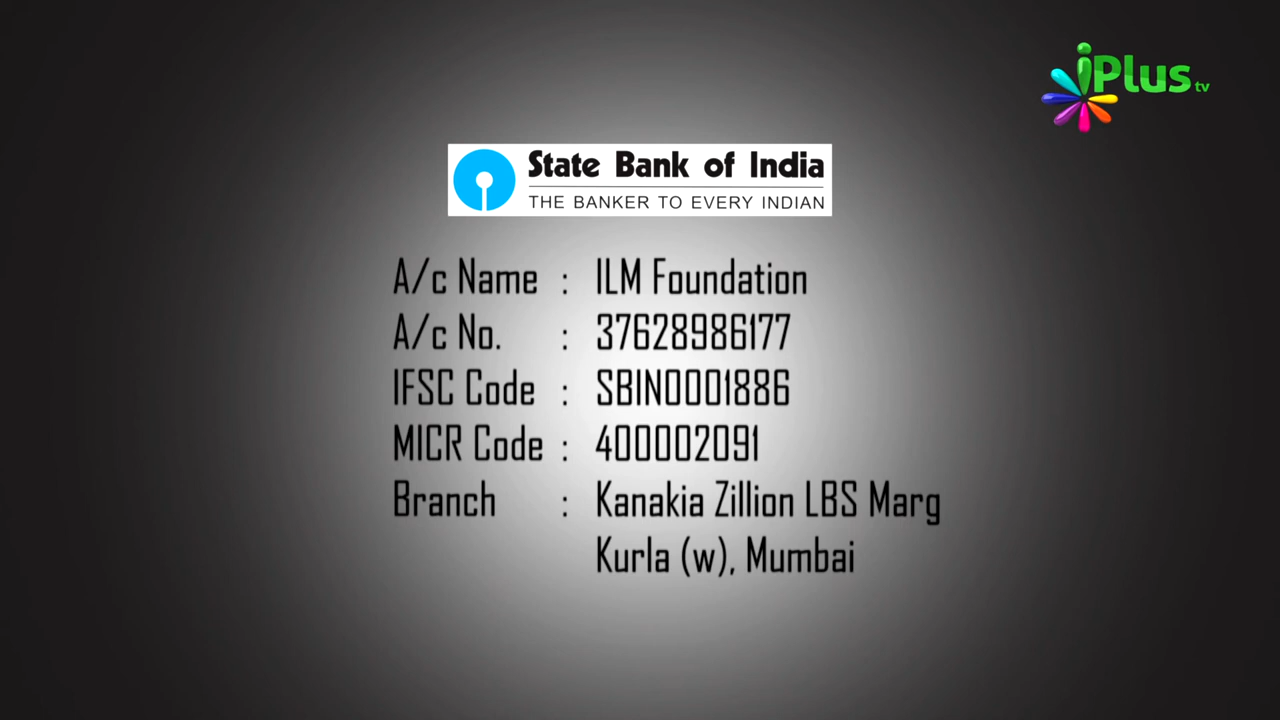 iPlus tv
State Bank of India
THE BANKER TO EVERY INDIAN
A/c Name : ILM Foundation
A/c No. : 37628986177
IFSC Code : SBIN0001886
MICR Code : 400002091
Branch : Kanakia Zillion LBS Marg
Kurla (w), Mumbai